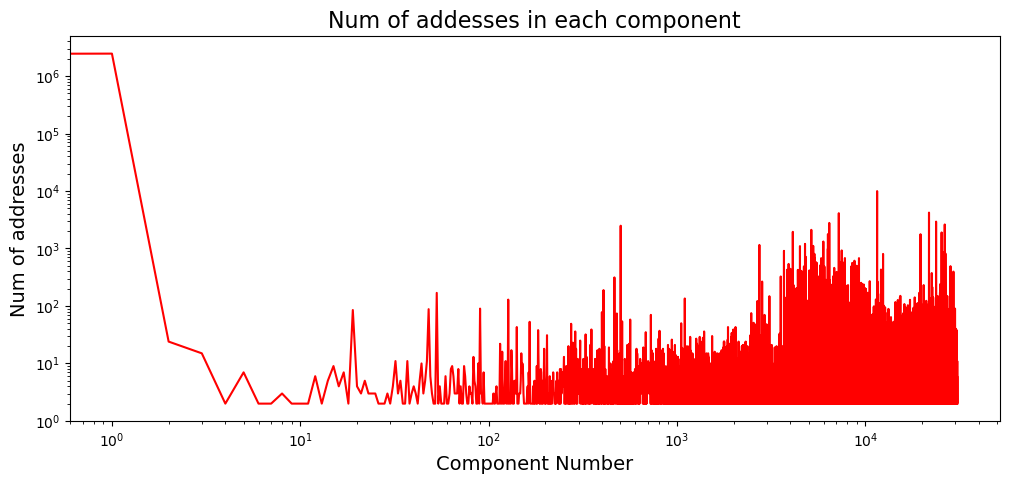 Num of addesses in each component
Num of addresses
10^6
10^5
10^4
10^3
10^2
10^1
10^0
10^0 10^1 10^2 10^3 10^4
Component Number